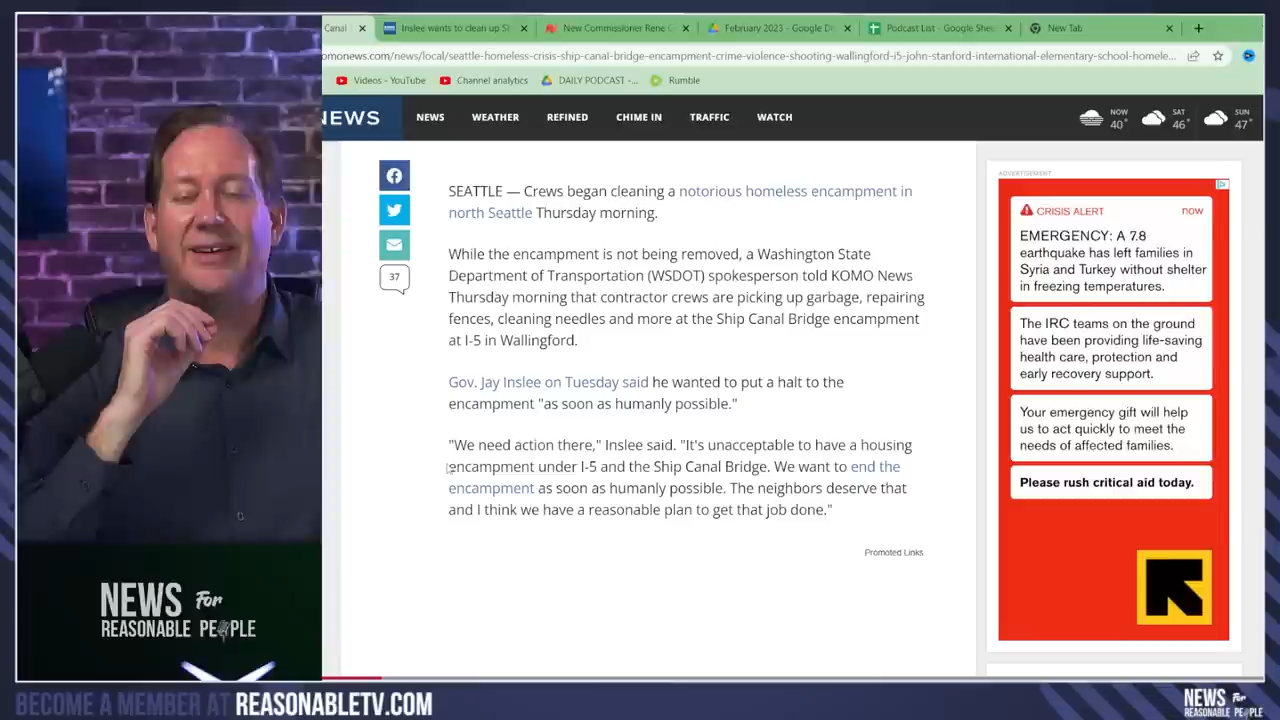 Canal
Inslee wants to clean up S
New Commissioner Rene G
February 2023 - Google Dr
Podcast List - Google Shee
New Tab
omonews.com/news/local/seattle-homeless-crisis-ship-canal-bridge-encampment-crime-violence-shooting-wallingford-i5-john-stanford-international-elementary-school-homele...
Videos - YouTube
Channel analytics
DAILY PODCAST -...
Rumble
NEWS
NEWS
WEATHER
REFINED
CHIME IN
TRAFFIC
WATCH
NOW
40°
SAT
46°
SUN
47°
37
SEATTLE — Crews began cleaning a notorious homeless encampment in
north Seattle Thursday morning.
While the encampment is not being removed, a Washington State
Department of Transportation (WSDOT) spokesperson told KOMO News
Thursday morning that contractor crews are picking up garbage, repairing
fences, cleaning needles and more at the Ship Canal Bridge encampment
at I-5 in Wallingford.
Gov. Jay Inslee on Tuesday said he wanted to put a halt to the
encampment "as soon as humanly possible."
"We need action there," Inslee said. "It's unacceptable to have a housing
encampment under I-5 and the Ship Canal Bridge. We want to end the
encampment as soon as humanly possible. The neighbors deserve that
and I think we have a reasonable plan to get that job done."
Promoted Links
ADVERTISEMENT
CRISIS ALERT
now
EMERGENCY: A 7.8
earthquake has left families in
Syria and Turkey without shelter
in freezing temperatures.
The IRC teams on the ground
have been providing life-saving
health care, protection and
early recovery support.
Your emergency gift will help
us to act quickly to meet the
needs of affected families.
Please rush critical aid today.
NEWS For
REASONABLE PEOPLE
BECOME A MEMBER AT REASONABLETV.COM
NEWS For
REASONABLE PEOPLE